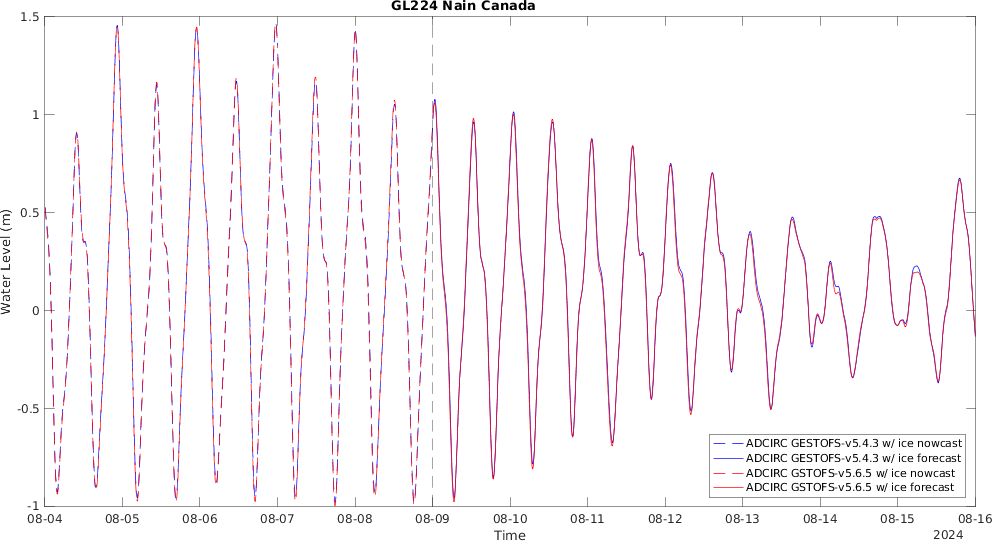 GL224 Nain Canada
1.5
1
0.5
0
-0.5
-1
Water Level (m)
ADCIRC GESTOFS-v5.4.3 w/ ice nowcast
ADCIRC GESTOFS-v5.4.3 w/ ice forecast
ADCIRC GSTOFS-v5.6.5 w/ ice nowcast
ADCIRC GSTOFS-v5.6.5 w/ ice forecast
08-04 08-05 08-06 08-07 08-08 08-09 08-10 08-11 08-12 08-13 08-14 08-15 08-16
Time
2024